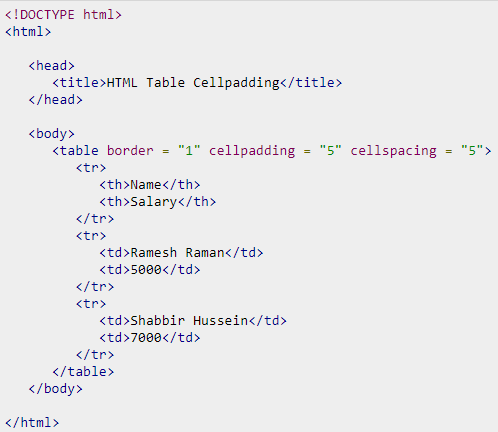 <!DOCTYPE html>
<html>
<head>
<title>HTML Table Cellpadding</title>
</head>
<body>
<table border = "1" cellpadding = "5" cellspacing = "5">
<tr>
<th>Name</th>
<th>Salary</th>
</tr>
<tr>
<td>Ramesh Raman</td>
<td>5000</td>
</tr>
<tr>
<td>Shabbir Hussein</td>
<td>7000</td>
</tr>
</table>
</body>
</html>